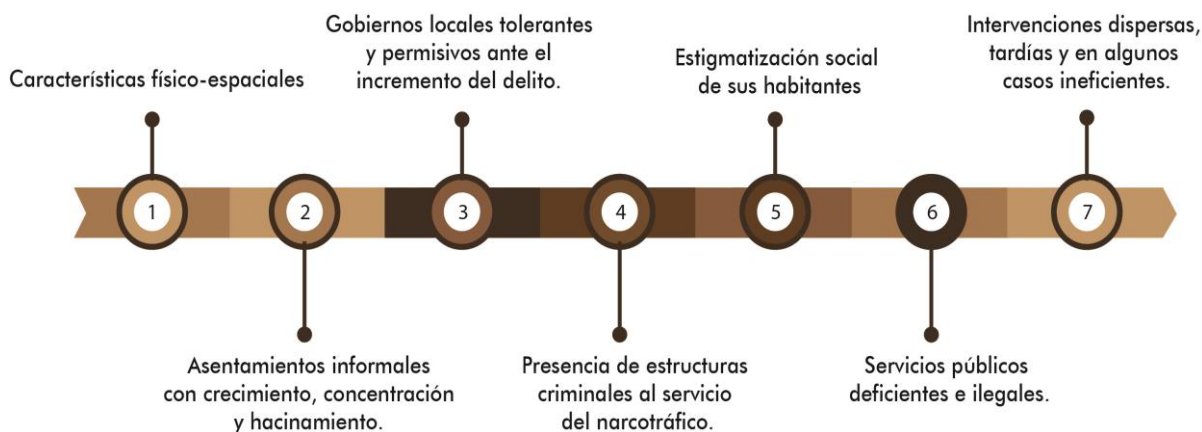 Características físico-espaciales
1
Asentamientos informales
con crecimiento, concentración
y hacinamiento.
2
Gobiernos locales tolerantes
y permisivos ante el
incremento del delito.
3
Presencia de estructuras
criminales al servicio
del narcotráfico.
4
Estigmatización social
de sus habitantes
5
Servicios públicos
deficientes e ilegales.
6
Intervenciones dispersas,
tardías y en algunos
casos ineficientes.
7